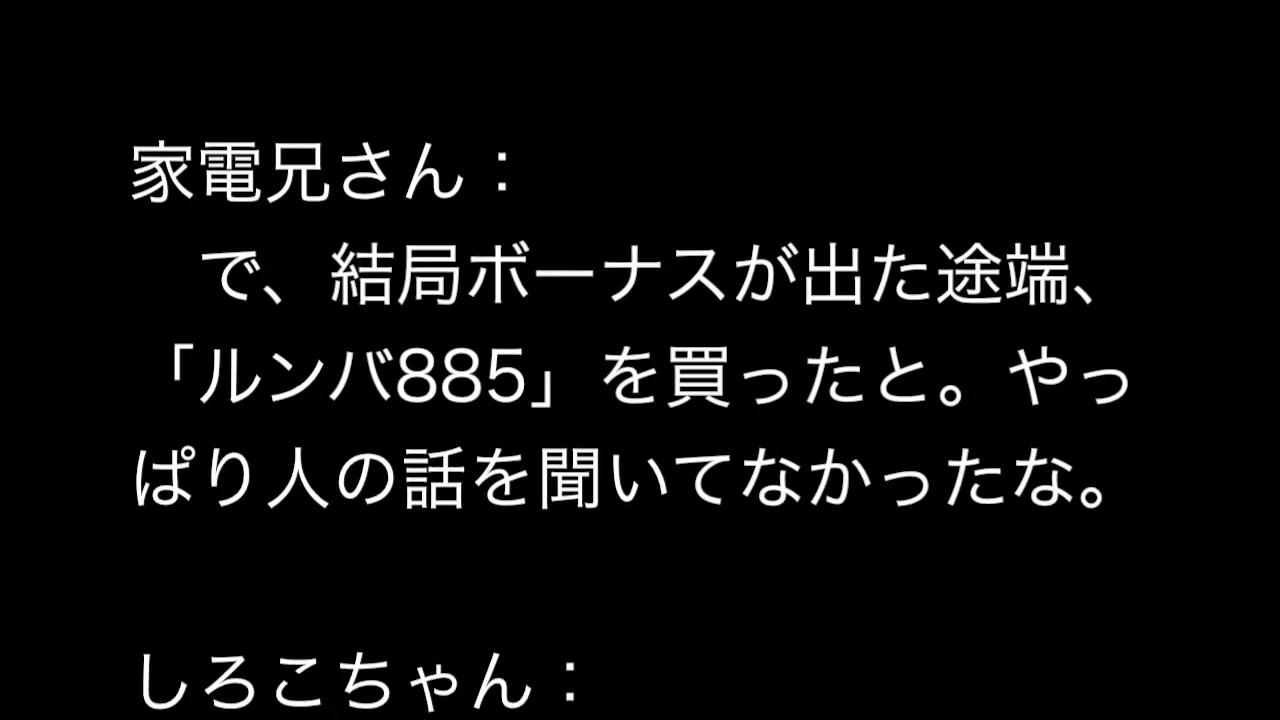 家電兄さん：
　で、結局ボーナスが出た途端、
「ルンバ885」を買ったと。やっ
ぱり人の話を聞いてなかったな。
しろこちゃん：